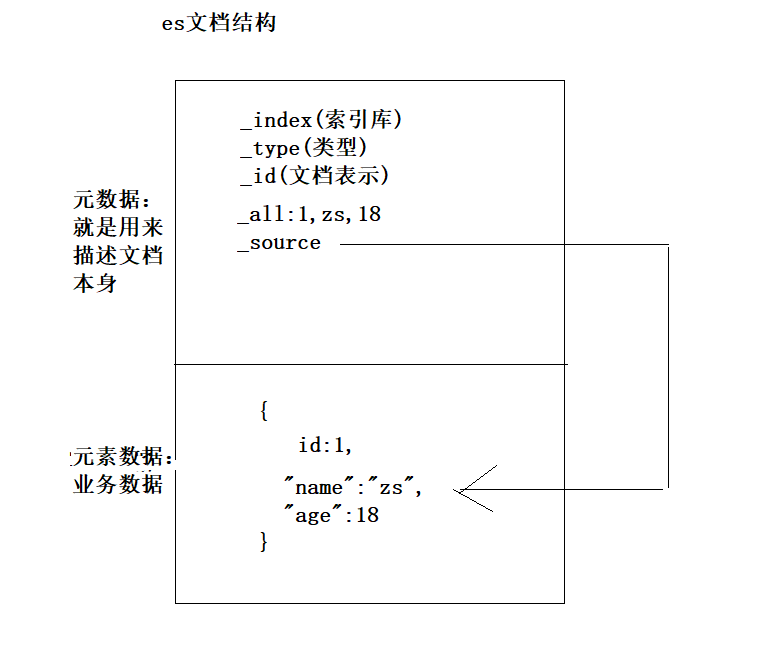 es文档结构
_index(索引库)
_type(类型)
_id(文档表示)
_all:1,zs,18
_source
元数据:
就是用来
描述文档
本身
{
id:1,
"name":"zs",
"age":18
}
元素数据:
业务数据